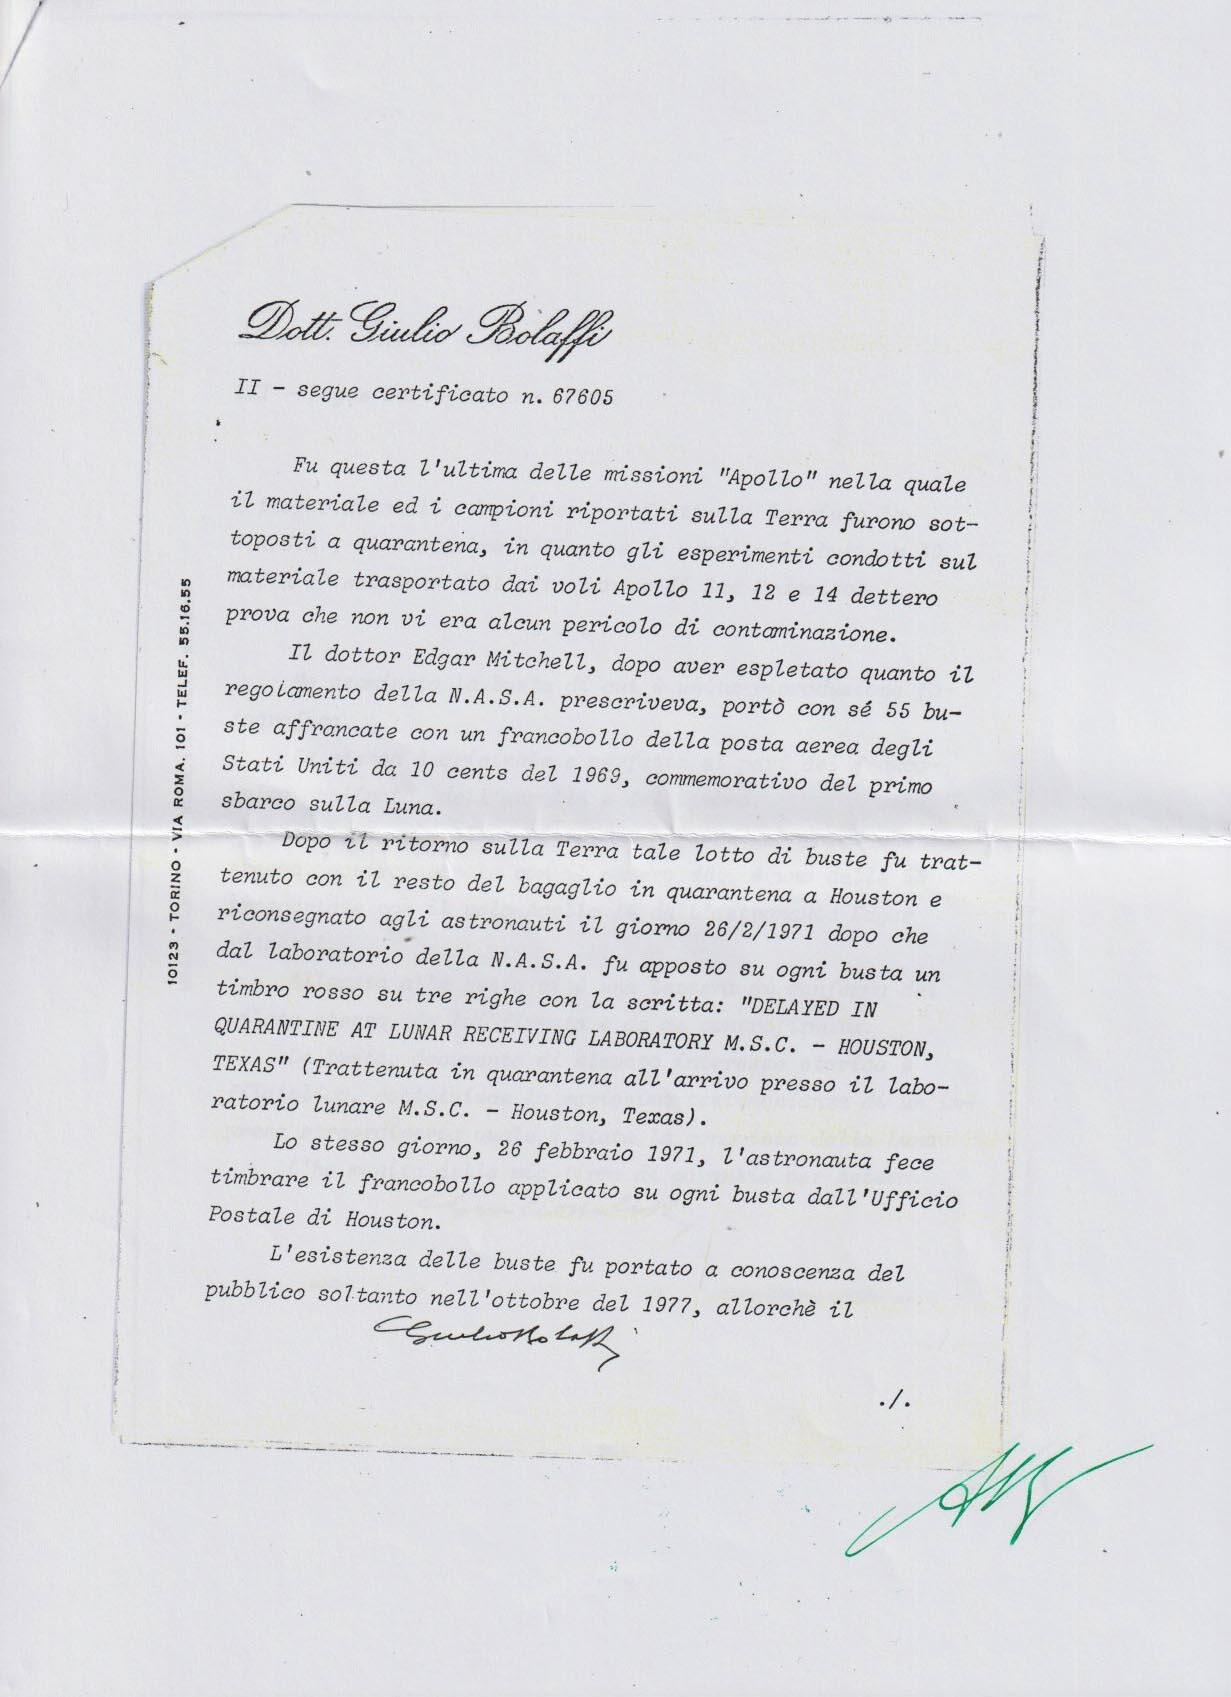 Dott. Giulio Bolaffi
II - segue certificato n. 67605
Fu questa l'ultima delle missioni "Apollo" nella quale
il materiale ed i campioni riportati sulla Terra furono sot-
toposti a quarantena, in quanto gli esperimenti condotti sul
materiale trasportato dai voli Apollo 11, 12 e 14 dettero
prova che non vi era alcun pericolo di contaminazione.
Il dottor Edgar Mitchell, dopo aver espletato quanto il
regolamento della N.A.S.A. prescriveva, portò con sé 55 bu-
ste affrancate con un francobollo della posta aerea degli
Stati Uniti da 10 cents del 1969, commemorativo del primo
sbarco sulla Luna.
Dopo il ritorno sulla Terra tale lotto di buste fu trat-
tenuto con il resto del bagaglio in quarantena a Houston e
riconsegnato agli astronauti il giorno 26/2/1971 dopo che
dal laboratorio della N.A.S.A. fu apposto su ogni busta un
timbro rosso su tre righe con la scritta: "DELAYED IN
QUARANTINE AT LUNAR RECEIVING LABORATORY M.S.C. - HOUSTON,
TEXAS" (Trattenuta in quarantena all'arrivo presso il labo-
ratorio lunare M.S.C. - Houston, Texas).
Lo stesso giorno, 26 febbraio 1971, l'astronauta fece
timbrare il francobollo applicato su ogni busta dall'Ufficio
Postale di Houston.
L'esistenza delle buste fu portato a conoscenza del
pubblico soltanto nell'ottobre del 1977, allorchè il
Giulio Bolaffi
./.
10123 - TORINO - VIA ROMA. 101 - TELEF. 55.16.55